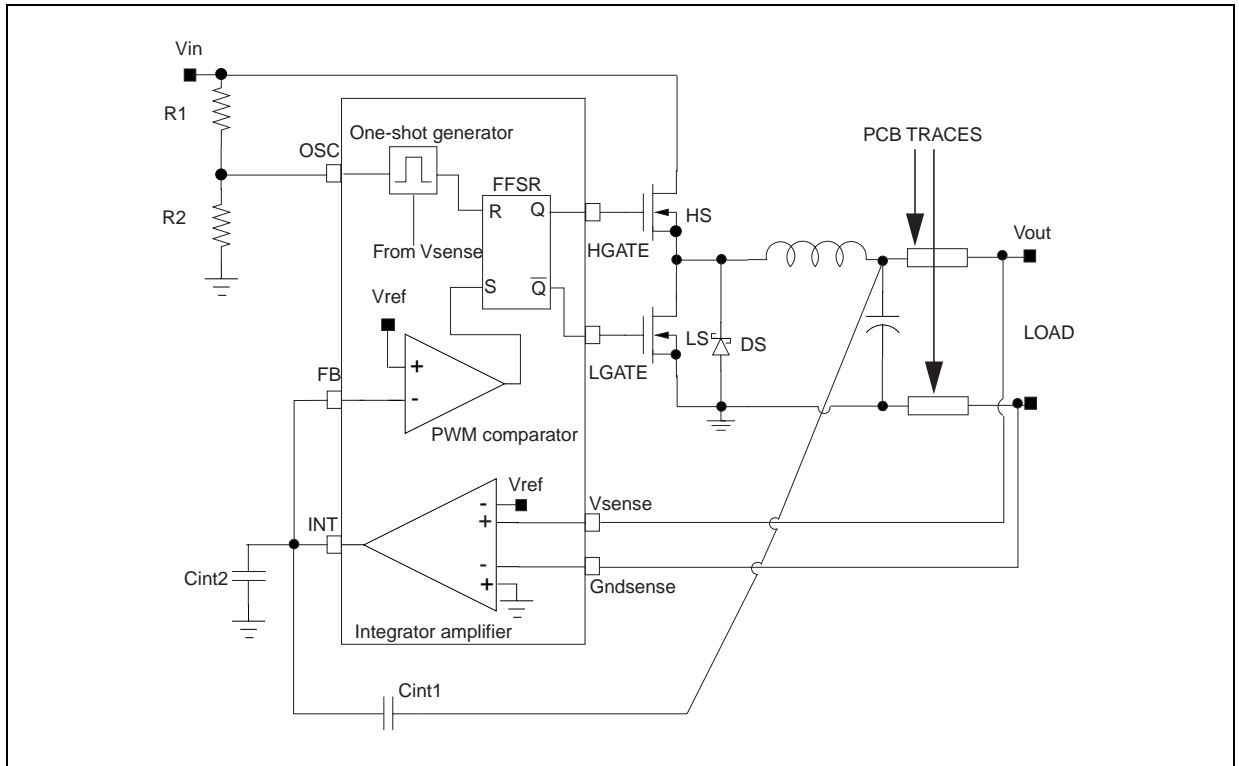 Vin
R1
One-shot generator
PCB TRACES
OSC
FFSR
R Q
HS
R2
From Vsense
HGATE
Vout
S Q̅
Vref
LS
DS
LOAD
FB
+
-
LGATE
PWM comparator
Vref
-
Vsense
INT
+
-
Cint2
+
Gndsense
Integrator amplifier
Cint1